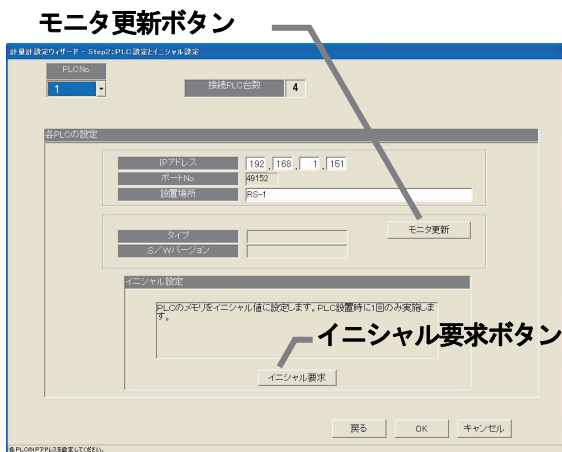 モニタ更新ボタン
計量計設定ウィザード - Step2:PLC設定とイニシャル設定
PLCNo
1
接続PLC台数 4
各PLCの設定
IPアドレス 192 . 168 . 1 . 151
ポートNo. 49152
設置場所 RS-1
タイプ
モニタ更新
S/Wバージョン
イニシャル設定
PLCのメモリをイニシャル値に設定します。PLC設置時に1回のみ実施しま
す。
イニシャル要求ボタン
イニシャル要求
戻る OK キャンセル
PLCのIPアドレスを設定してください。